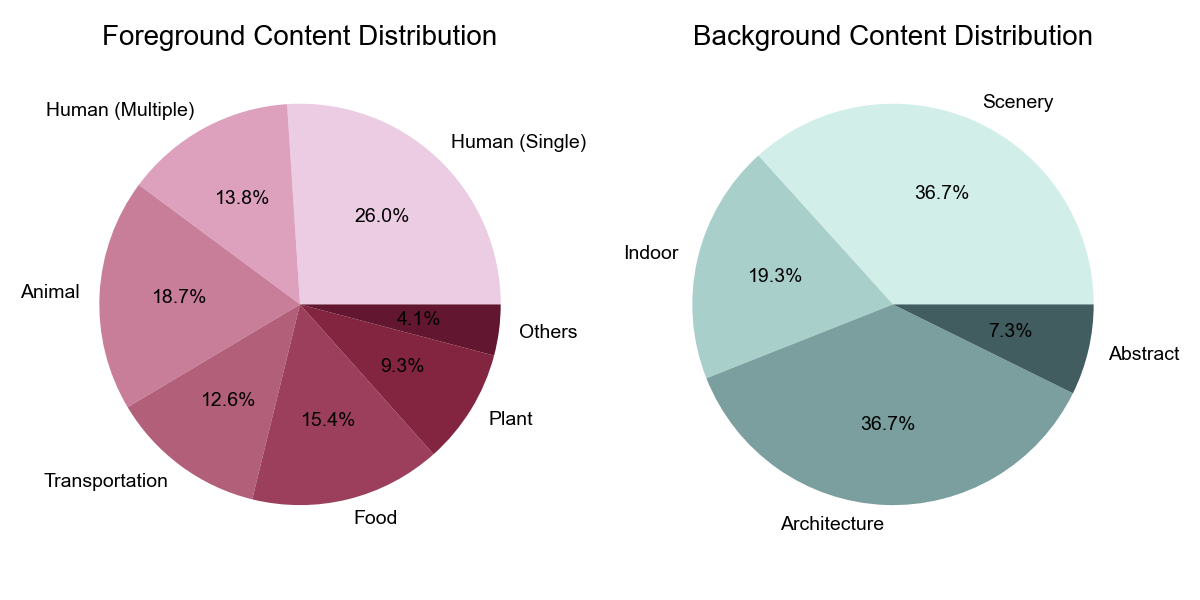 Foreground Content Distribution
Human (Multiple)
Human (Single)
13.8%
26.0%
Animal
18.7%
4.1%
Others
9.3%
12.6%
15.4%
Plant
Transportation
Food
Background Content Distribution
Scenery
36.7%
Indoor
19.3%
7.3%
Abstract
36.7%
Architecture